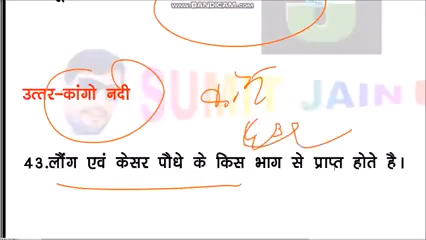 WWW.BANDICAM.COM
उत्तर-कांगो नदी
SUMIT JAIN
43.लौंग एवं केसर पौधे के किस भाग से प्राप्त होते है।